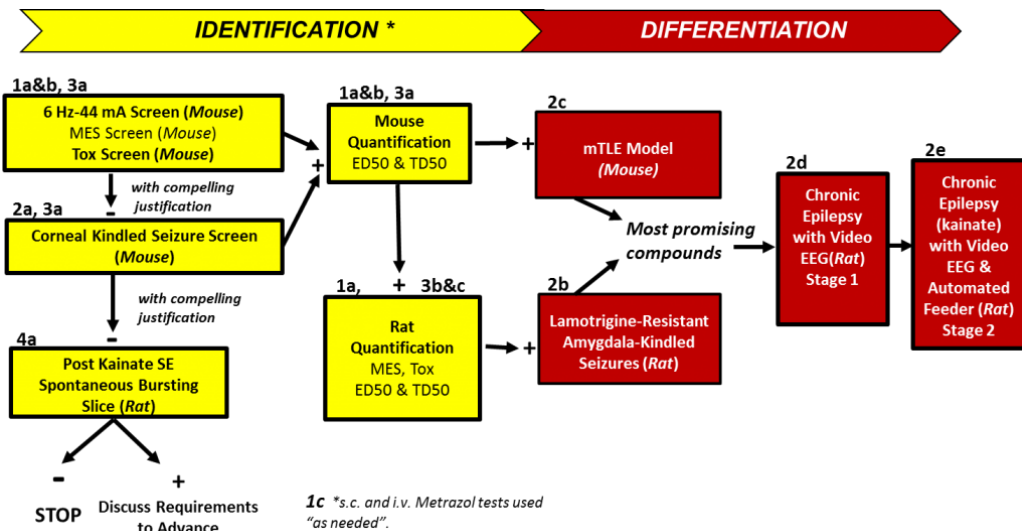 IDENTIFICATION *
DIFFERENTIATION
1a&b, 3a
6 Hz-44 mA Screen (Mouse)
MES Screen (Mouse)
Tox Screen (Mouse)
with compelling
justification
-
2a, 3a
Corneal Kindled Seizure Screen
(Mouse)
with compelling
justification
-
4a
Post Kainate SE
Spontaneous Bursting
Slice (Rat)
-
STOP
+
Discuss Requirements
to Advance
+
1a&b, 3a
Mouse
Quantification
ED50 & TD50
+
1a,
3b&c
Rat
Quantification
MES, Tox
ED50 & TD50
1c *s.c. and i.v. Metrazol tests used
"as needed".
+
2c
mTLE Model
(Mouse)
Most promising
compounds
+
2b
Lamotrigine-Resistant
Amygdala-Kindled
Seizures (Rat)
2d
Chronic
Epilepsy
with Video
EEG(Rat)
Stage 1
2e
Chronic
Epilepsy
(kainate)
with Video
EEG &
Automated
Feeder (Rat)
Stage 2